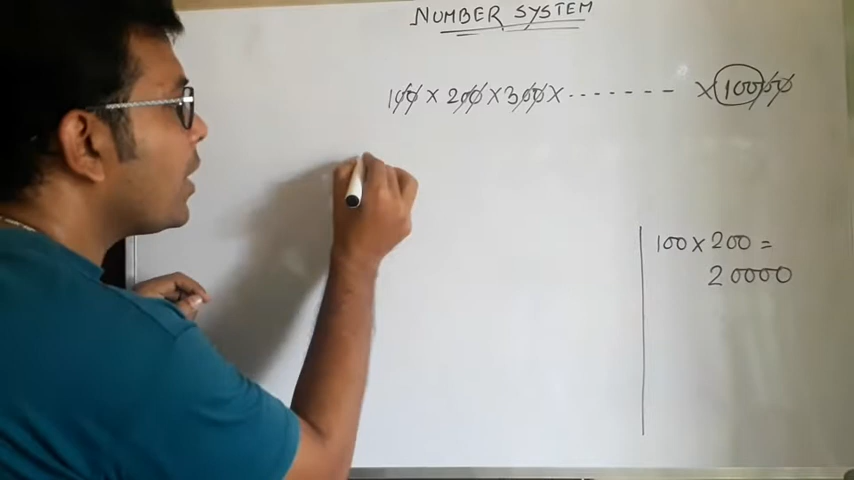 NUMBER SYSTEM
100 × 200 × 300 × - - - - - - - - × 10000
100 × 200 =
20000